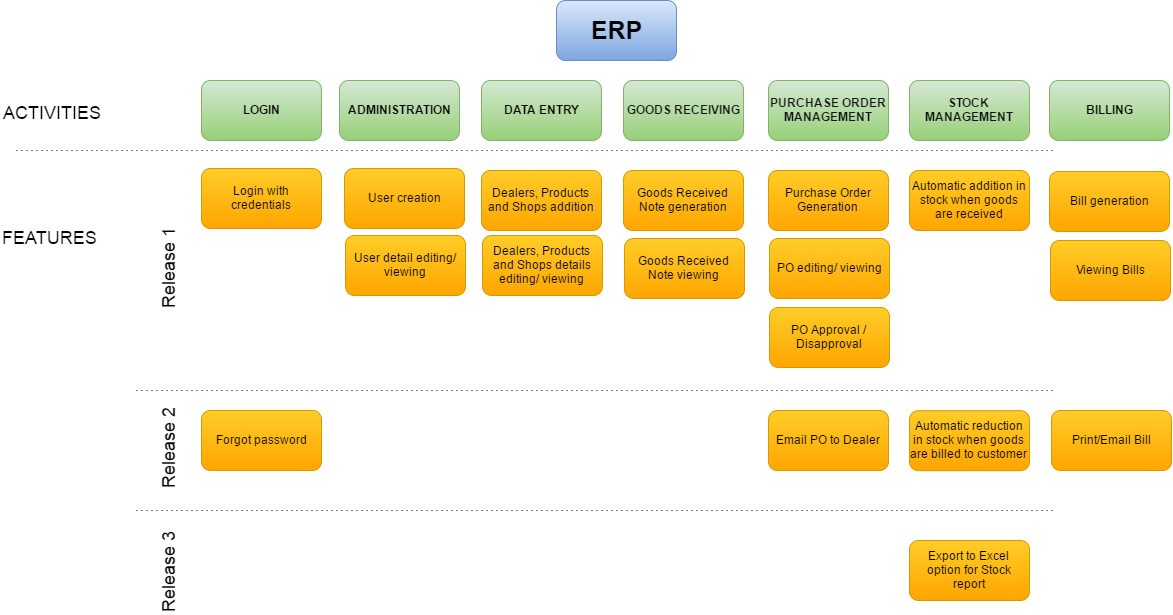 ERP
ACTIVITIES
LOGIN
ADMINISTRATION
DATA ENTRY
GOODS RECEIVING
PURCHASE ORDER
MANAGEMENT
STOCK
MANAGEMENT
BILLING
FEATURES
Release 1
Login with
credentials
User creation
User detail editing/
viewing
Dealers, Products
and Shops addition
Dealers, Products
and Shops details
editing/ viewing
Goods Received
Note generation
Goods Received
Note viewing
Purchase Order
Generation
PO editing/ viewing
PO Approval /
Disapproval
Automatic addition in
stock when goods
are received
Bill generation
Viewing Bills
Release 2
Forgot password
Email PO to Dealer
Automatic reduction
in stock when goods
are billed to customer
Print/Email Bill
Release 3
Export to Excel
option for Stock
report